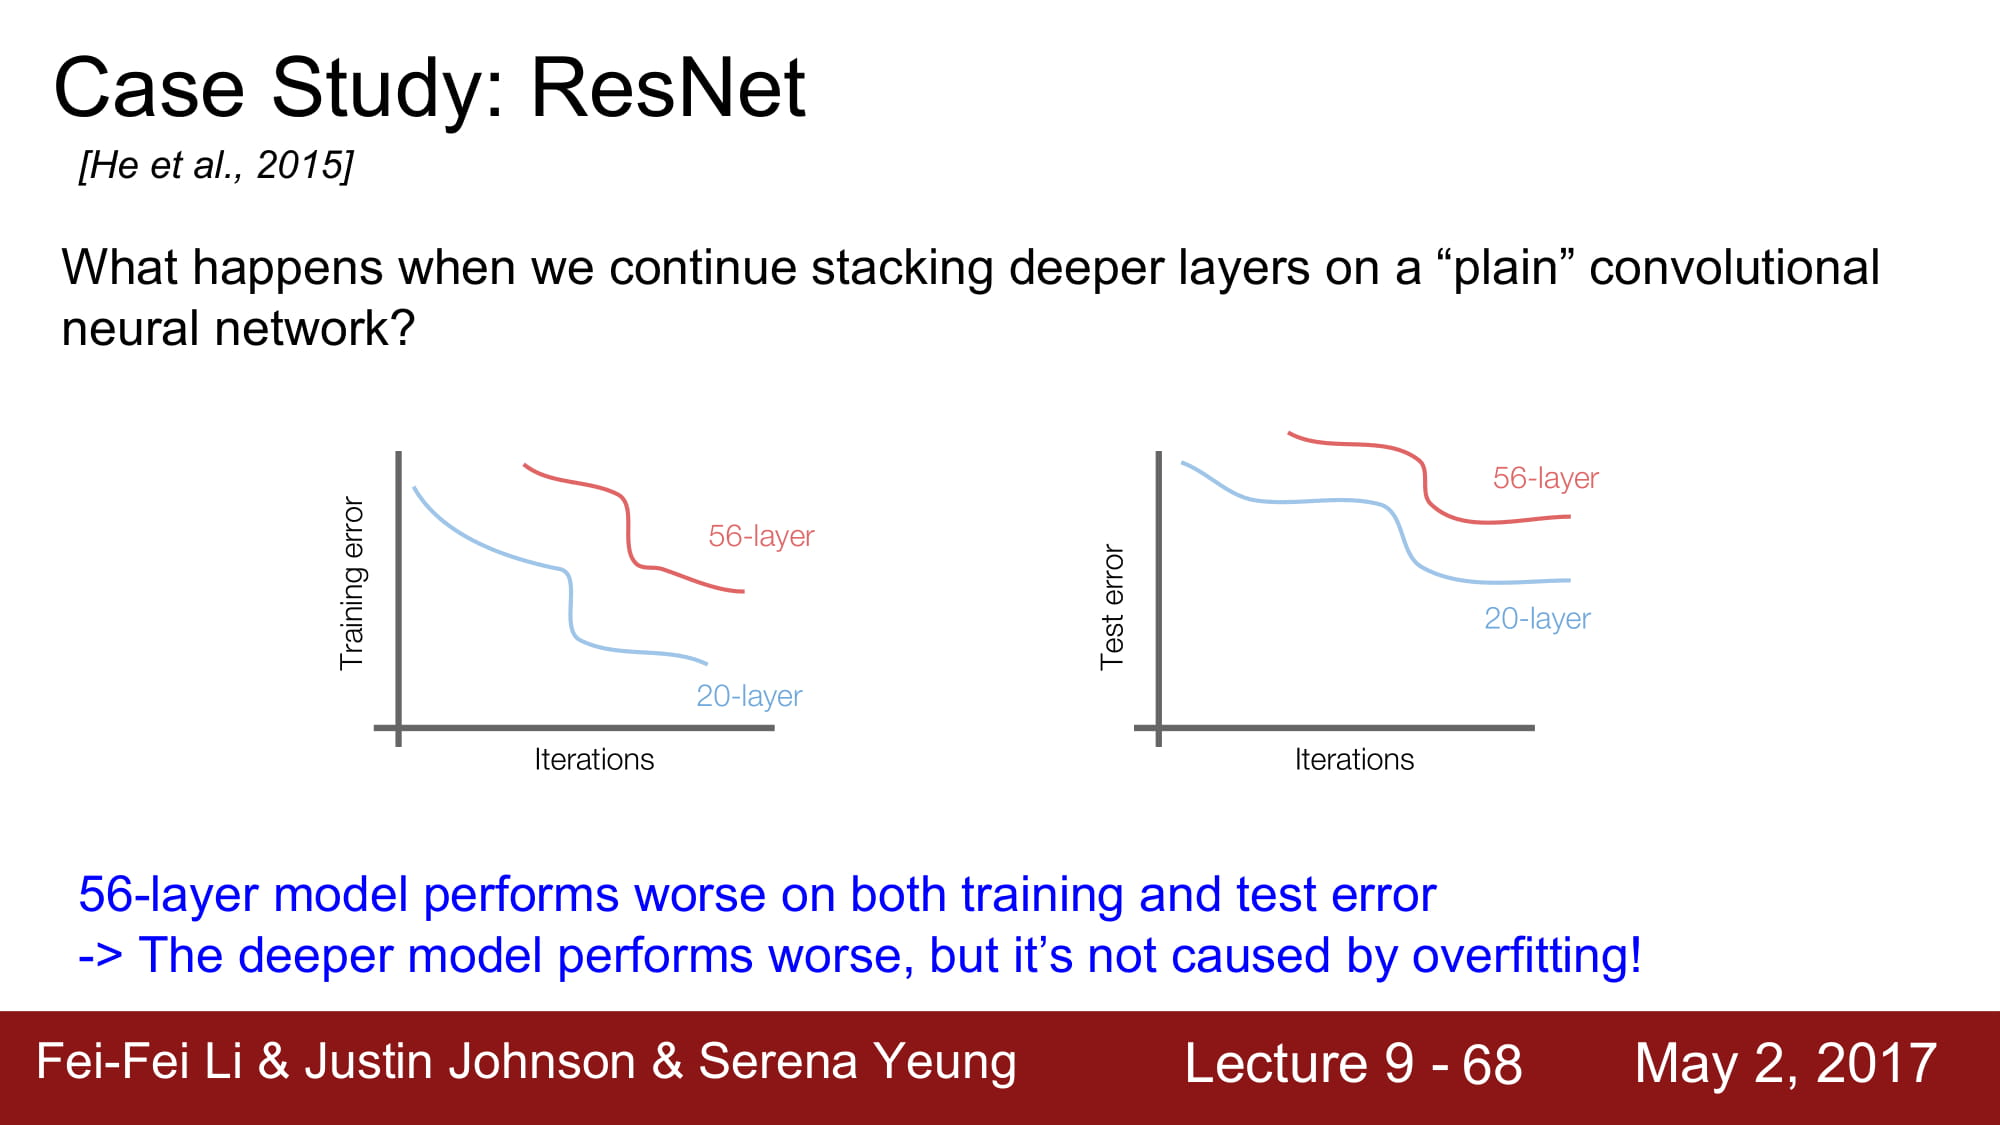 Case Study: ResNet
[He et al., 2015]
What happens when we continue stacking deeper layers on a “plain” convolutional
neural network?
Training error
56-layer
20-layer
Iterations
Test error
56-layer
20-layer
Iterations
56-layer model performs worse on both training and test error
-> The deeper model performs worse, but it’s not caused by overfitting!
Fei-Fei Li & Justin Johnson & Serena Yeung
Lecture 9 - 68
May 2, 2017